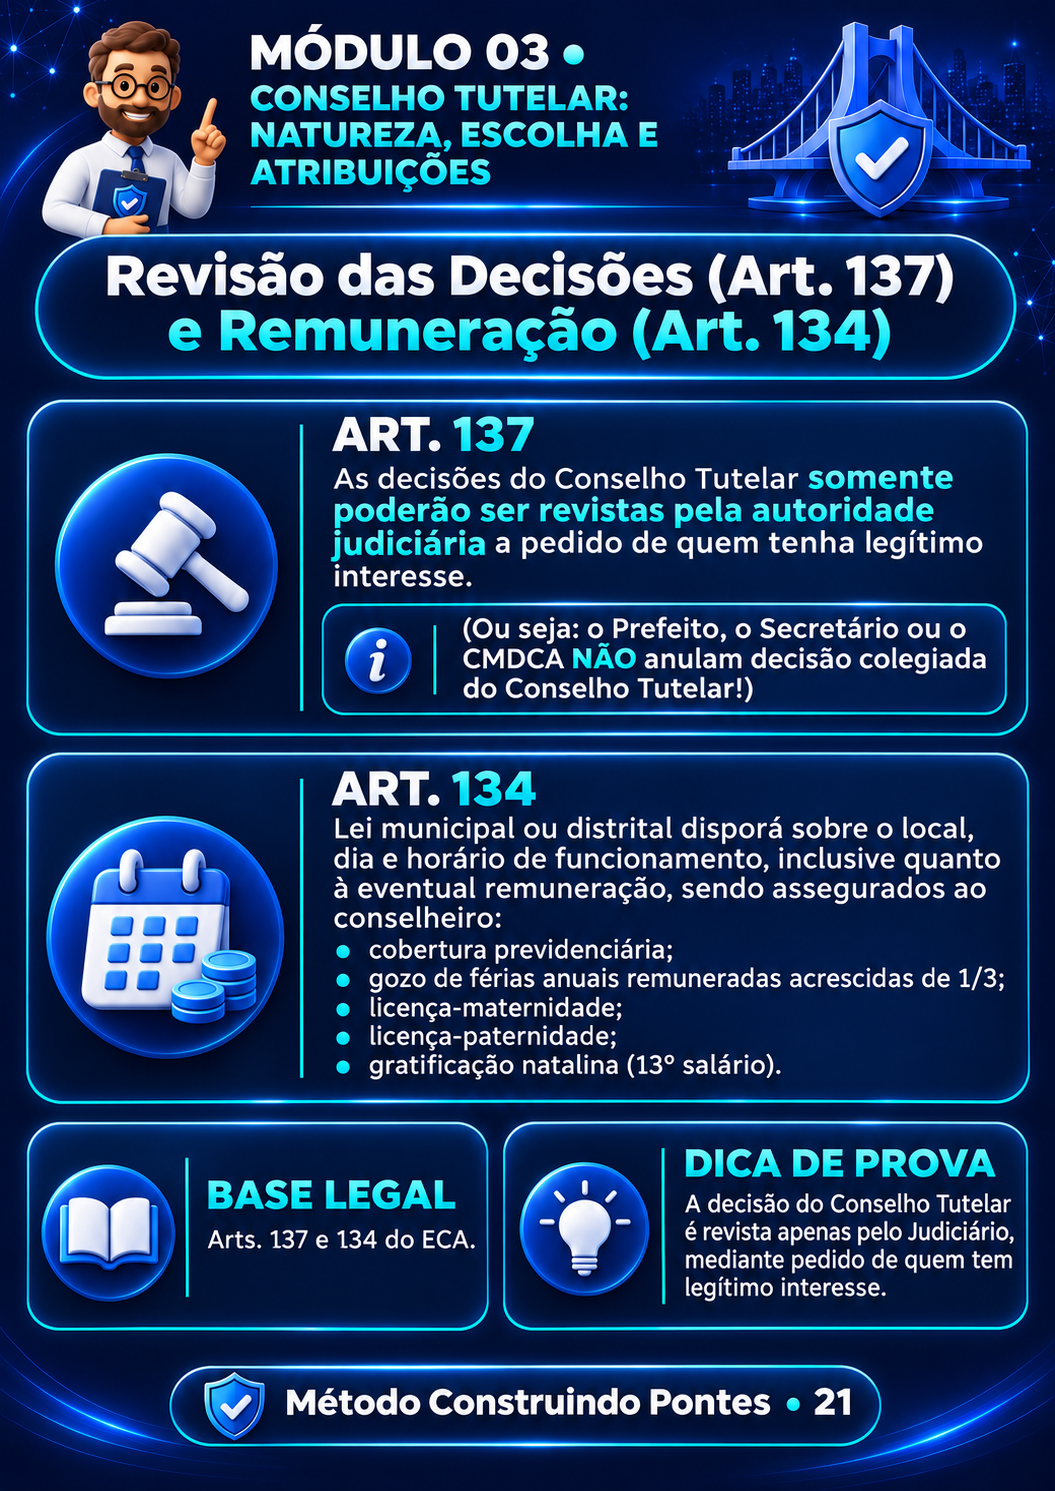 MÓDULO 03 •
CONSELHO TUTELAR:
NATUREZA, ESCOLHA E
ATRIBUIÇÕES
Revisão das Decisões (Art. 137)
e Remuneração (Art. 134)
ART. 137
As decisões do Conselho Tutelar somente
poderão ser revistas pela autoridade
judiciária a pedido de quem tenha legítimo
interesse.
i
(Ou seja: o Prefeito, o Secretário ou o
CMDCA NÃO anulam decisão colegiada
do Conselho Tutelar!)
ART. 134
Lei municipal ou distrital disporá sobre o local,
dia e horário de funcionamento, inclusive quanto
à eventual remuneração, sendo assegurados ao
conselheiro:
• cobertura previdenciária;
• gozo de férias anuais remuneradas acrescidas de 1/3;
• licença-maternidade;
• licença-paternidade;
• gratificação natalina (13º salário).
BASE LEGAL
Arts. 137 e 134 do ECA.
DICA DE PROVA
A decisão do Conselho Tutelar
é revista apenas pelo Judiciário,
mediante pedido de quem tem
legítimo interesse.
Método Construindo Pontes • 21